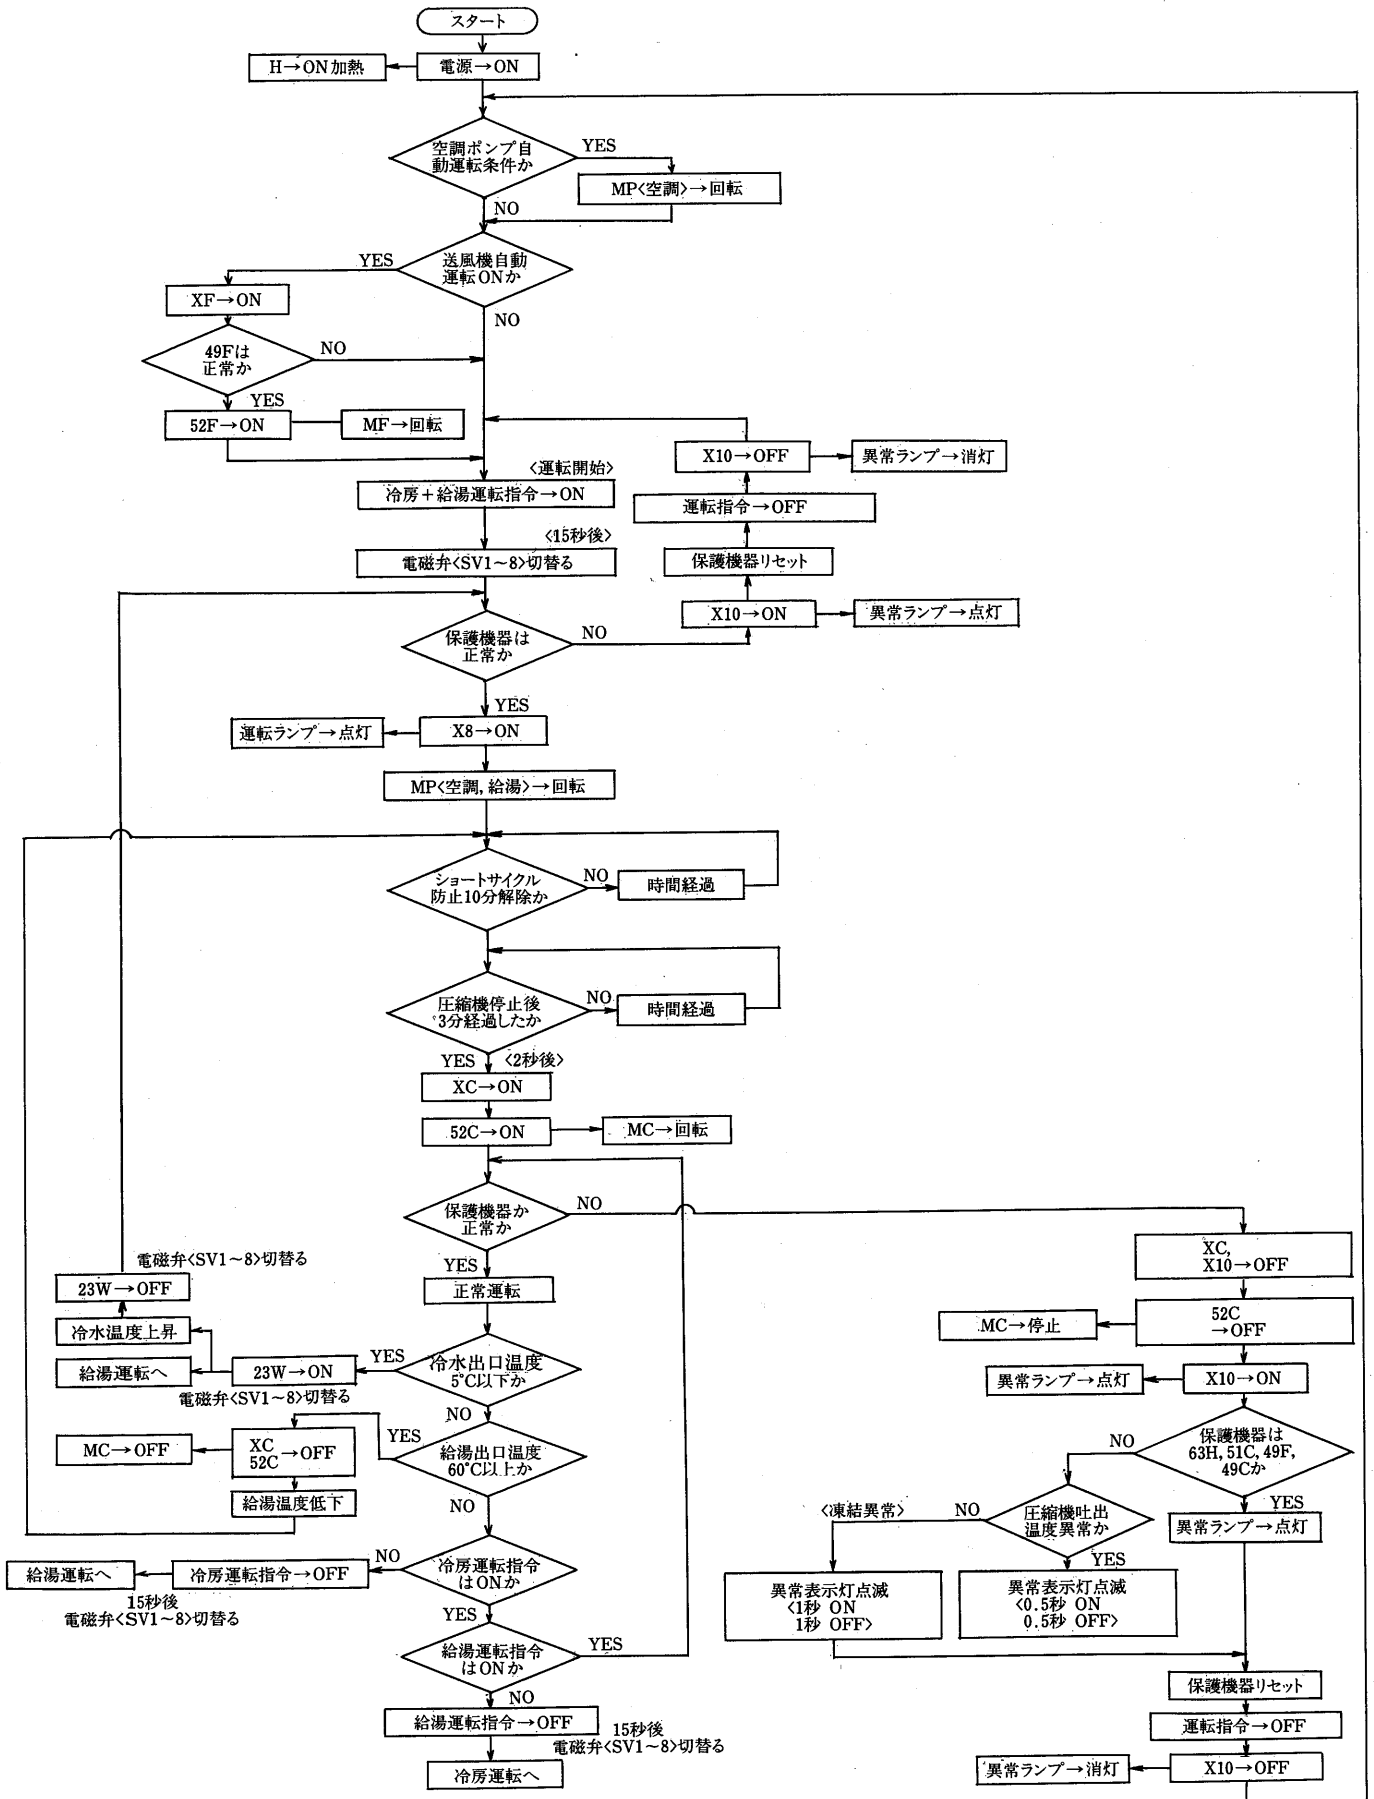 スタート
H→ON加熱
電源→ON
空調ポンプ自
動運転条件か
YES
MP<空調>→回転
NO
送風機自動
運転ONか
YES
XF→ON
NO
49Fは
正常か
NO
YES
52F→ON
MF→回転
X10→OFF
異常ランプ→消灯
<運転開始>
冷房+給湯運転指令→ON
運転指令→OFF
<15秒後>
電磁弁<SV1~8>切替る
保護機器リセット
X10→ON
異常ランプ→点灯
保護機器は
正常か
NO
YES
運転ランプ→点灯
X8→ON
MP<空調,給湯>→回転
ショートサイクル
防止10分解除か
NO
時間経過
圧縮機停止後
3分経過したか
NO
時間経過
YES
<2秒後>
XC→ON
52C→ON
MC→回転
保護機器か
正常か
NO
YES
XC,
X10→OFF
電磁弁<SV1~8>切替る
23W→OFF
正常運転
52C
→OFF
MC→停止
冷水温度上昇
給湯運転へ
23W→ON
YES
冷水出口温度
5°C以下か
電磁弁<SV1~8>切替る
NO
異常ランプ→点灯
X10→ON
MC→OFF
XC
52C →OFF
YES
給湯出口温度
60°C以上か
給湯温度低下
NO
保護機器は
63H, 51C, 49F,
49Cか
NO
YES
異常ランプ→点灯
圧縮機吐出
温度異常か
NO
<凍結異常>
YES
異常表示灯点滅
<1秒 ON
1秒 OFF>
異常表示灯点滅
<0.5秒 ON
0.5秒 OFF>
給湯運転へ
冷房運転指令→OFF
NO
冷房運転指令
はONか
15秒後
電磁弁<SV1~8>切替る
YES
給湯運転指令
はONか
YES
NO
給湯運転指令→OFF
15秒後
電磁弁<SV1~8>切替る
冷房運転へ
保護機器リセット
運転指令→OFF
異常ランプ→消灯
X10→OFF